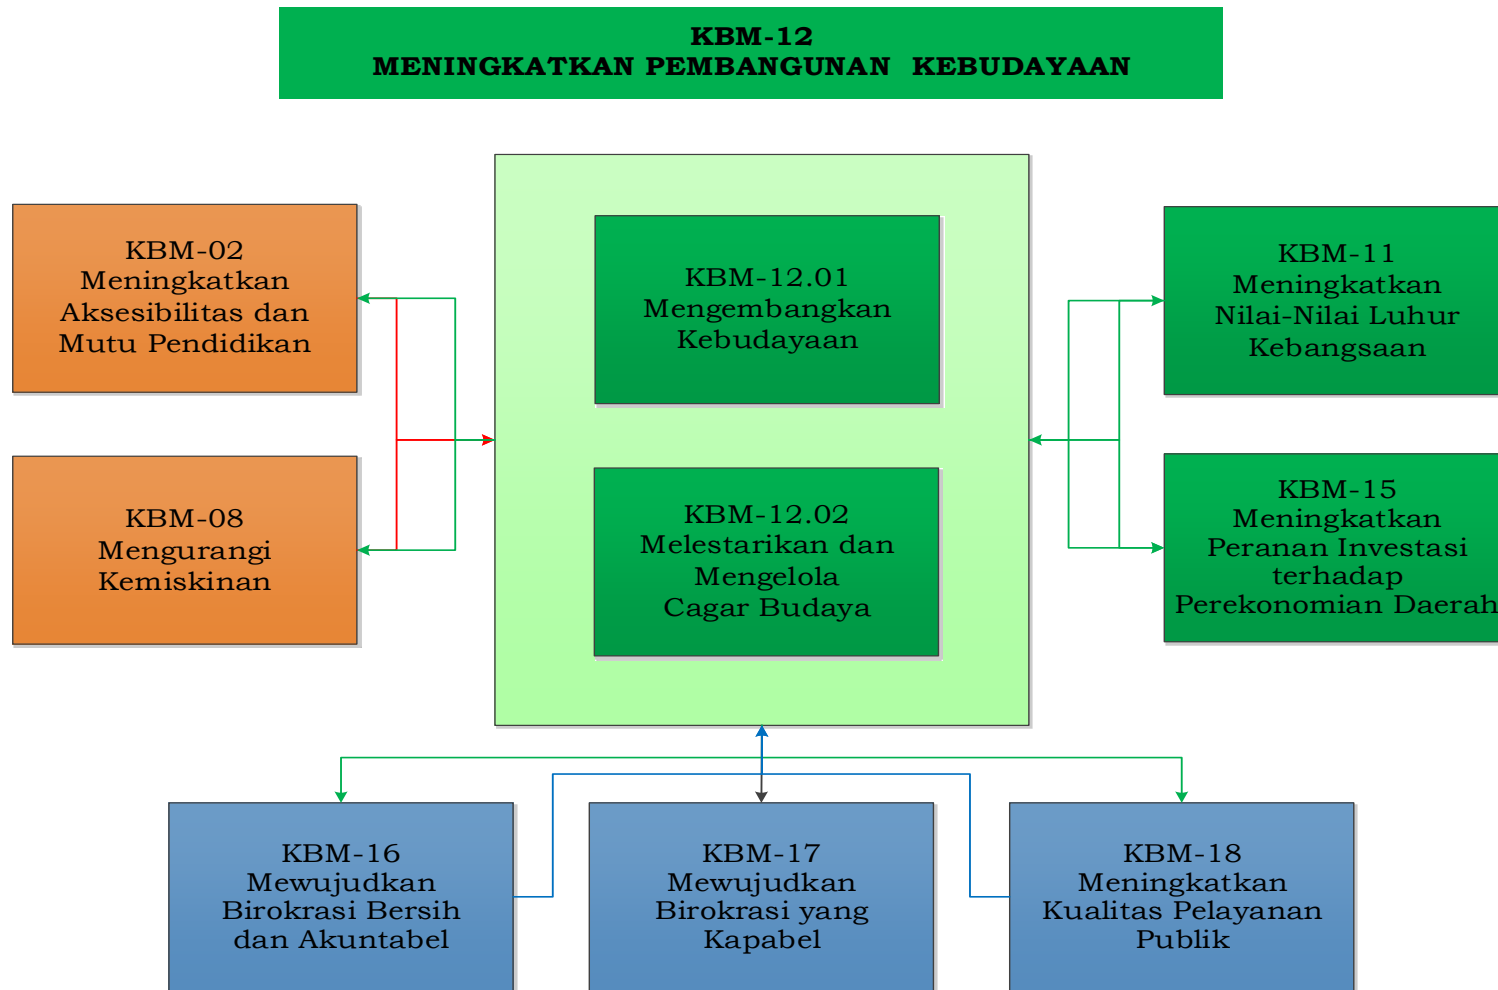 KBM-12
MENINGKATKAN PEMBANGUNAN KEBUDAYAAN
KBM-02
Meningkatkan
Aksesibilitas dan
Mutu Pendidikan
KBM-08
Mengurangi
Kemiskinan
KBM-12.01
Mengembangkan
Kebudayaan
KBM-12.02
Melestarikan dan
Mengelola
Cagar Budaya
KBM-11
Meningkatkan
Nilai-Nilai Luhur
Kebangsaan
KBM-15
Meningkatkan
Peranan Investasi
terhadap
Perekonomian Daerah
KBM-16
Mewujudkan
Birokrasi Bersih
dan Akuntabel
KBM-17
Mewujudkan
Birokrasi yang
Kapabel
KBM-18
Meningkatkan
Kualitas Pelayanan
Publik